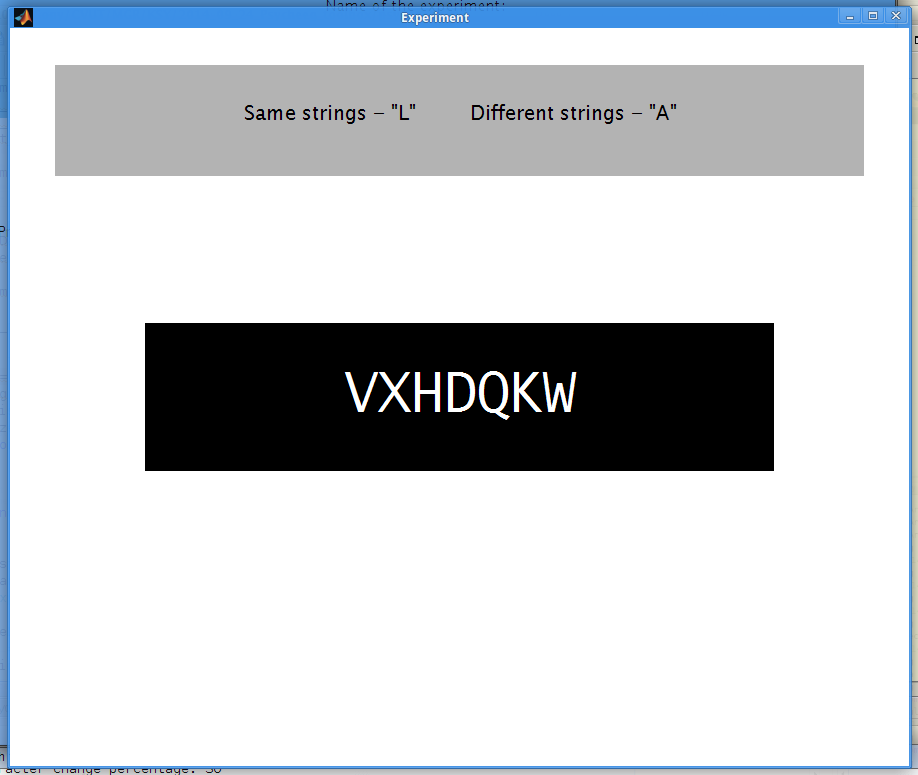 Name of the experiment:
Experiment
Same strings – "L" Different strings – "A"
VXHDQKW
acter change percentage: 30